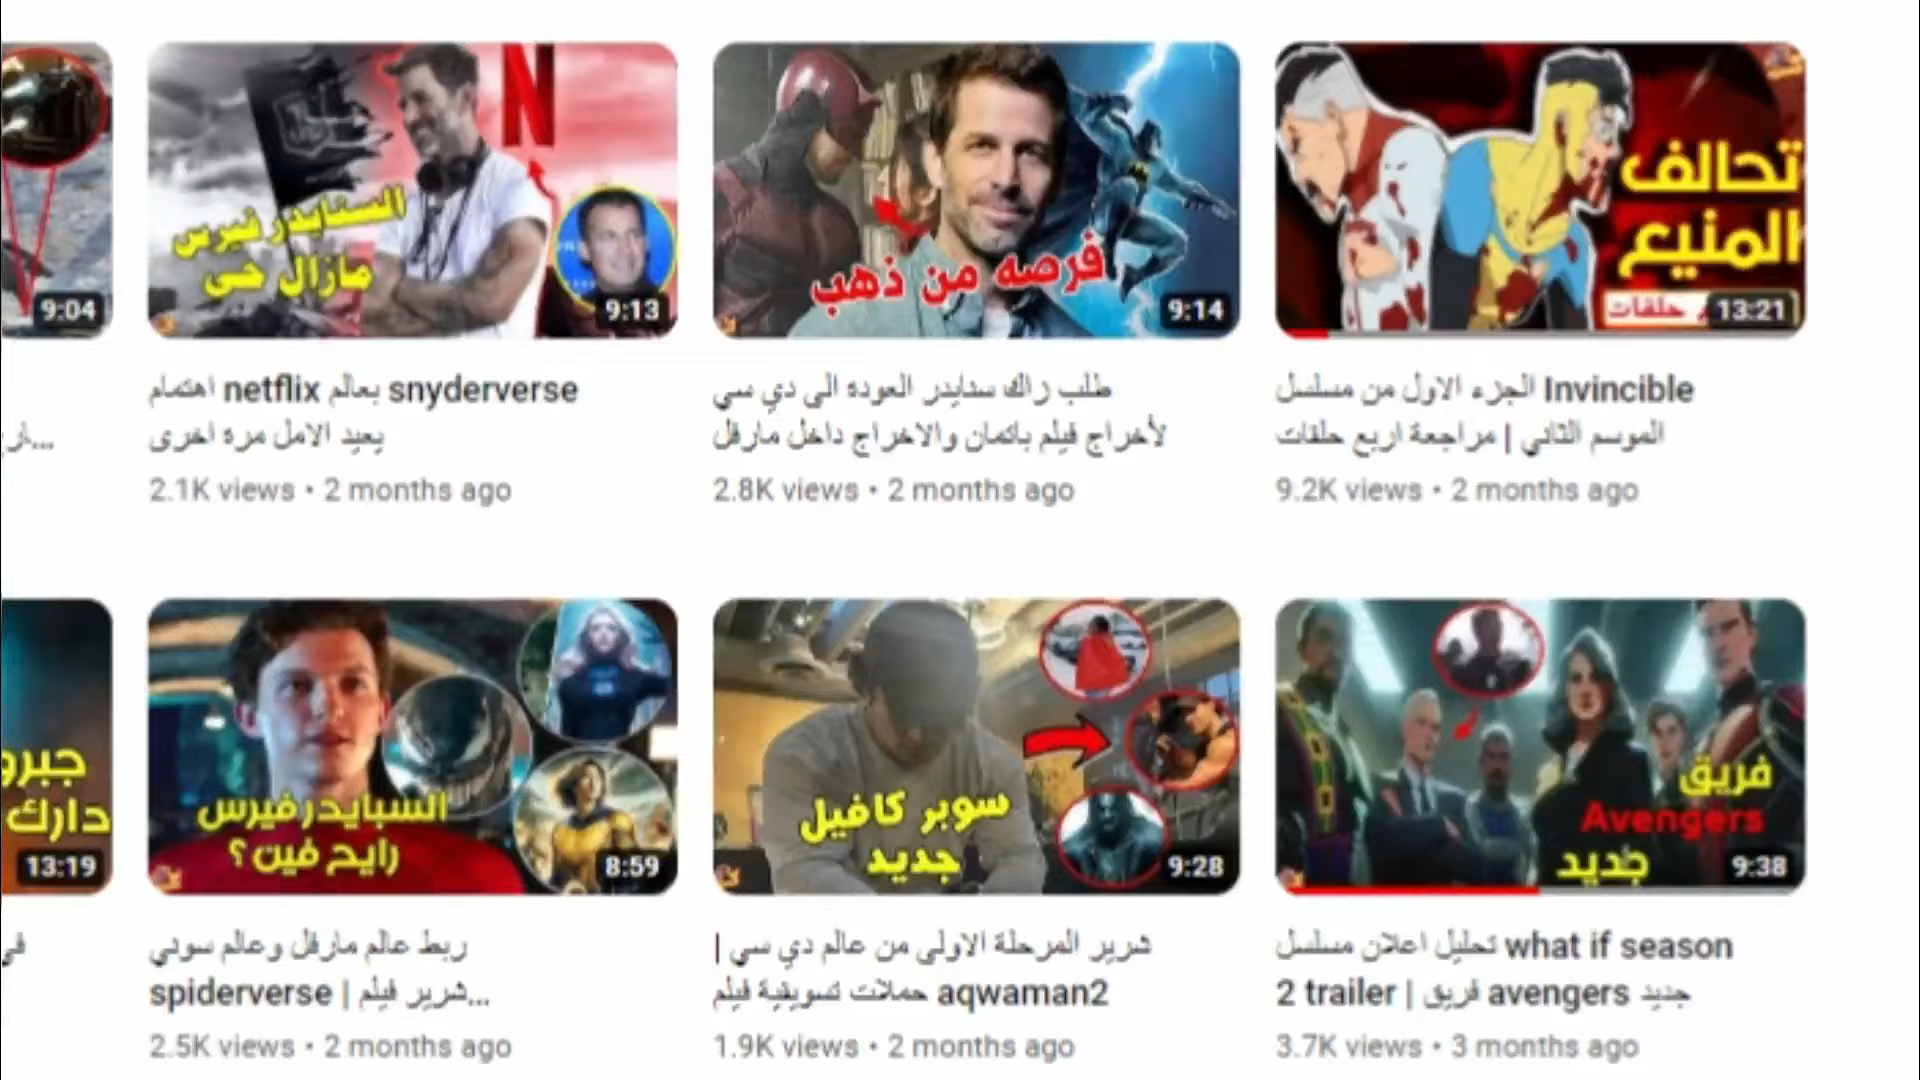 9:04
السنايدر فيرس
مازال حى
N
9:13
فرصه من ذهب
9:14
تحالف
المنيع
حلقات
13:21
اهتمام netflix بعالم snyderverse
يعيد الامل مرة اخرى
2.1K views • 2 months ago
طلب زاك سنايدر العوده الى دي سي
لأخراج فيلم باتمان والاخراج داخل مارفل
2.8K views • 2 months ago
الجزء الاول من مسلسل Invincible
الموسم الثاني | مراجعة اربع حلقات
9.2K views • 2 months ago
دارك
13:19
السبايدرفيرس
رايح فين؟
8:59
سوبر كافيل
جديد
9:28
فريق
Avengers
جديد
9:38
في
ربط عالم مارفل وعالم سوني
spiderverse | شرير فيلم...
2.5K views • 2 months ago
شرير المرحلة الاولى من عالم دي سي |
حملات تسويقية فيلم aqwaman2
1.9K views • 2 months ago
تحليل اعلان مسلسل what if season
2 trailer | فريق avengers جديد
3.7K views • 3 months ago